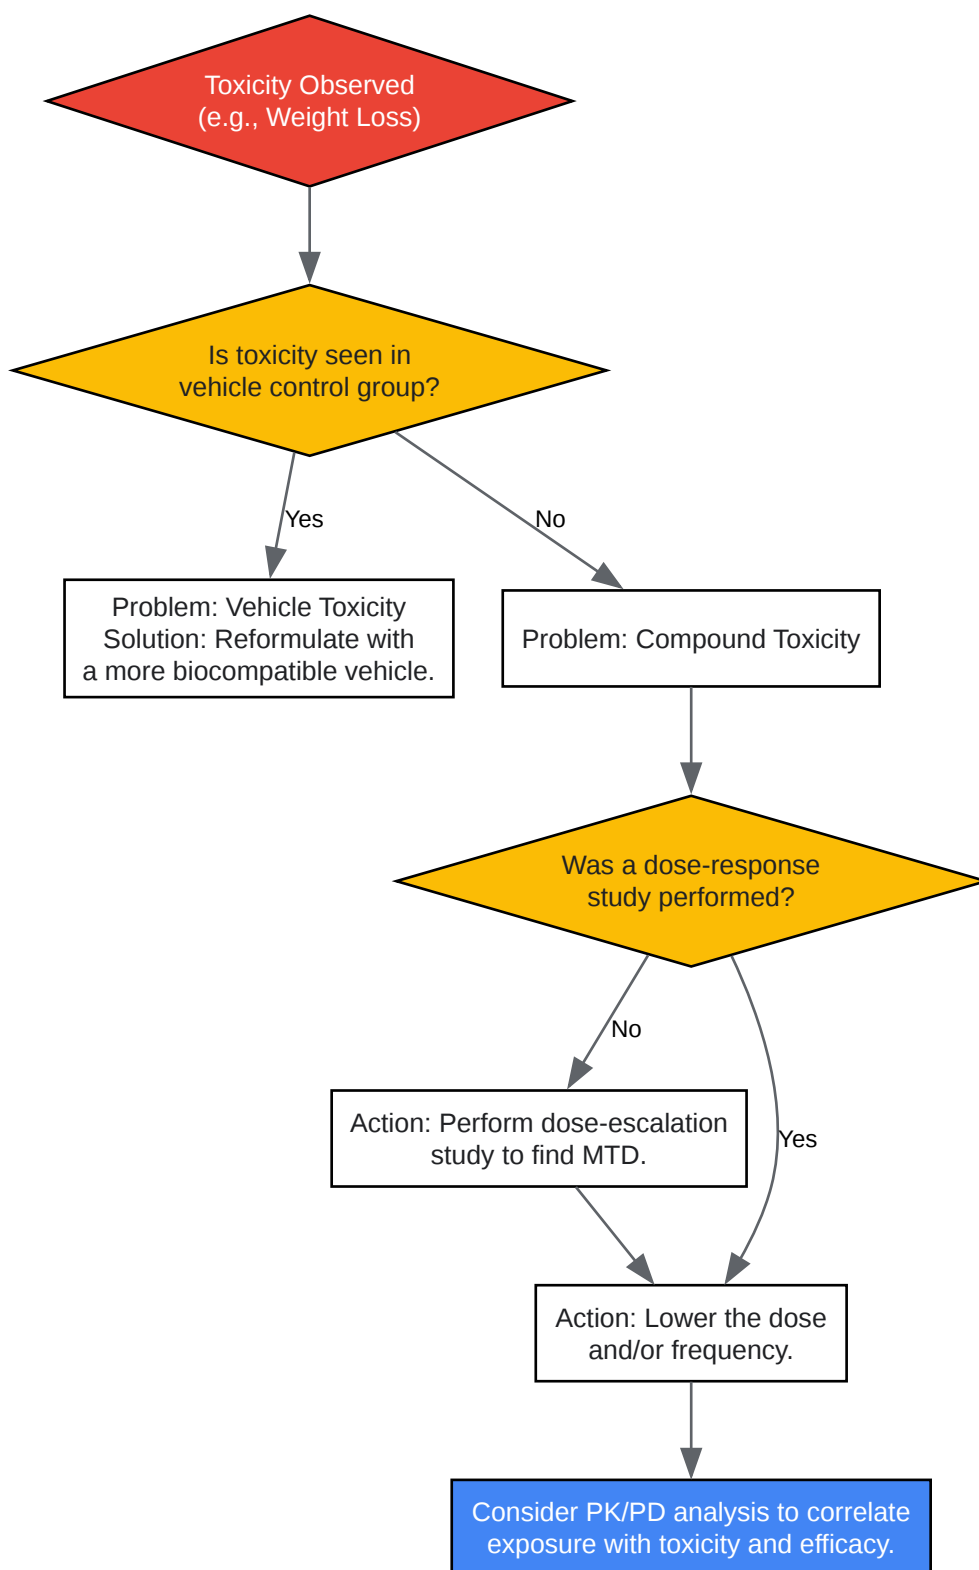 Toxicity Observed
(e.g., Weight Loss)
Is toxicity seen in
vehicle control group?
Yes
No
Problem: Vehicle Toxicity
Solution: Reformulate with
a more biocompatible vehicle.
Problem: Compound Toxicity
Was a dose-response
study performed?
No
Action: Perform dose-escalation
study to find MTD.
Yes
Action: Lower the dose
and/or frequency.
Consider PK/PD analysis to correlate
exposure with toxicity and efficacy.